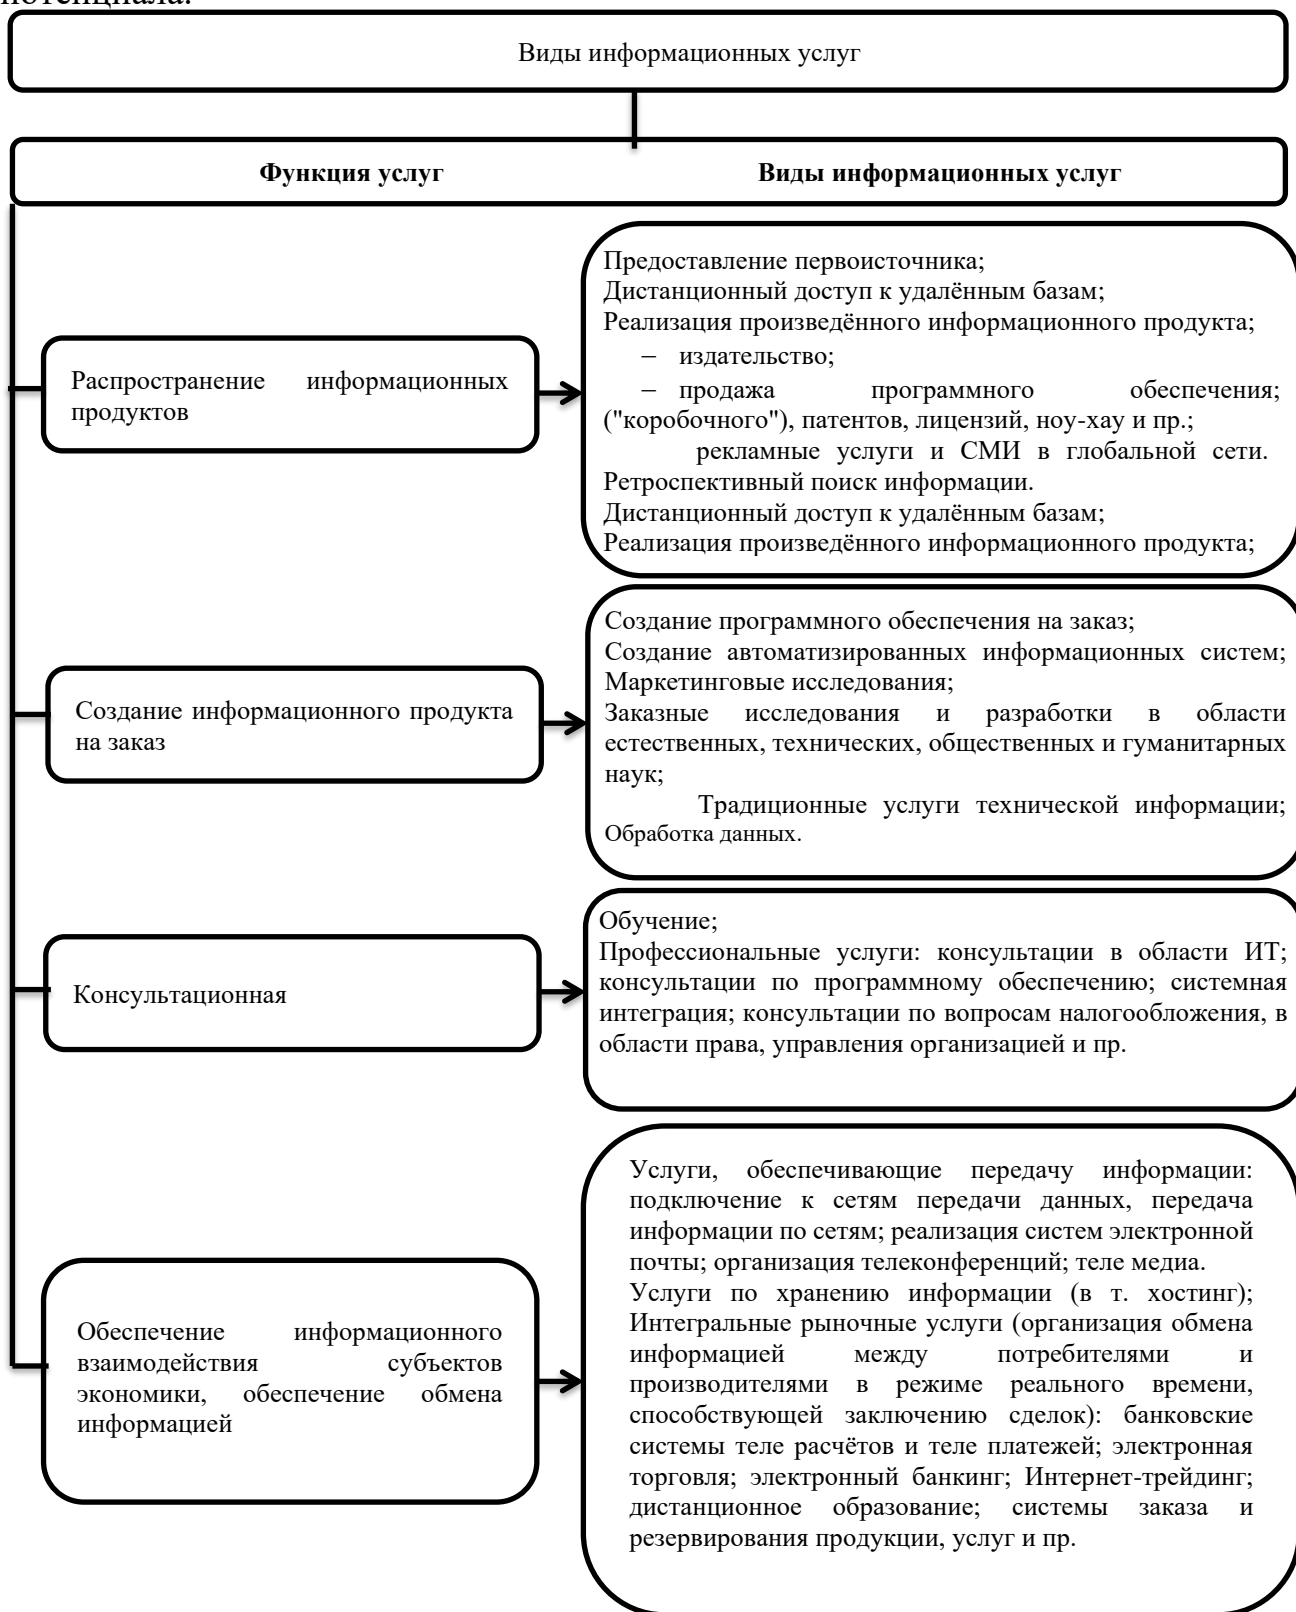 потенциала.
Виды информационных услуг
Функция услуг Виды информационных услуг
Распространение информационных
продуктов
Предоставление первоисточника;
Дистанционный доступ к удалённым базам;
Реализация произведённого информационного продукта;
– издательство;
– продажа программного обеспечения;
("коробочного"), патентов, лицензий, ноу-хау и пр.;
рекламные услуги и СМИ в глобальной сети.
Ретроспективный поиск информации.
Дистанционный доступ к удалённым базам;
Реализация произведённого информационного продукта;
Создание информационного продукта
на заказ
Создание программного обеспечения на заказ;
Создание автоматизированных информационных систем;
Маркетинговые исследования;
Заказные исследования и разработки в области
естественных, технических, общественных и гуманитарных
наук;
Традиционные услуги технической информации;
Обработка данных.
Консультационная
Обучение;
Профессиональные услуги: консультации в области ИТ;
консультации по программному обеспечению; системная
интеграция; консультации по вопросам налогообложения, в
области права, управления организацией и пр.
Обеспечение информационного
взаимодействия субъектов
экономики, обеспечение обмена
информацией
Услуги, обеспечивающие передачу информации:
подключение к сетям передачи данных, передача
информации по сетям; реализация систем электронной
почты; организация телеконференций; теле медиа.
Услуги по хранению информации (в т. хостинг);
Интегральные рыночные услуги (организация обмена
информацией между потребителями и
производителями в режиме реального времени,
способствующей заключению сделок): банковские
системы теле расчётов и теле платежей; электронная
торговля; электронный банкинг; Интернет-трейдинг;
дистанционное образование; системы заказа и
резервирования продукции, услуг и пр.